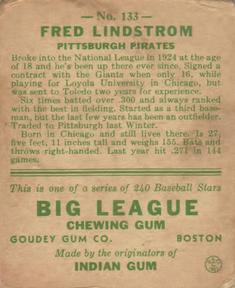 — No. 133 —
FRED LINDSTROM
PITTSBURGH PIRATES
Broke into the National League in 1924 at the age
of 18 and he's been up there ever since. Signed a
contract with the Giants when only 16, while
playing for Loyola University in Chicago, but
was sent to Toledo two years for experience.
Six times batted over .300 and always ranked
with the best in fielding. Started as a third base-
man, but the last few years has been an outfielder.
Traded to Pittsburgh last Winter.
Born in Chicago and still lives there. Is 27,
five feet, 11 inches tall and weighs 155. Bats and
throws right-handed. Last year hit .271 in 144
games.
This is one of a series of 240 Baseball Stars
BIG LEAGUE
CHEWING GUM
GOUDEY GUM CO. BOSTON
Made by the originators of
INDIAN GUM